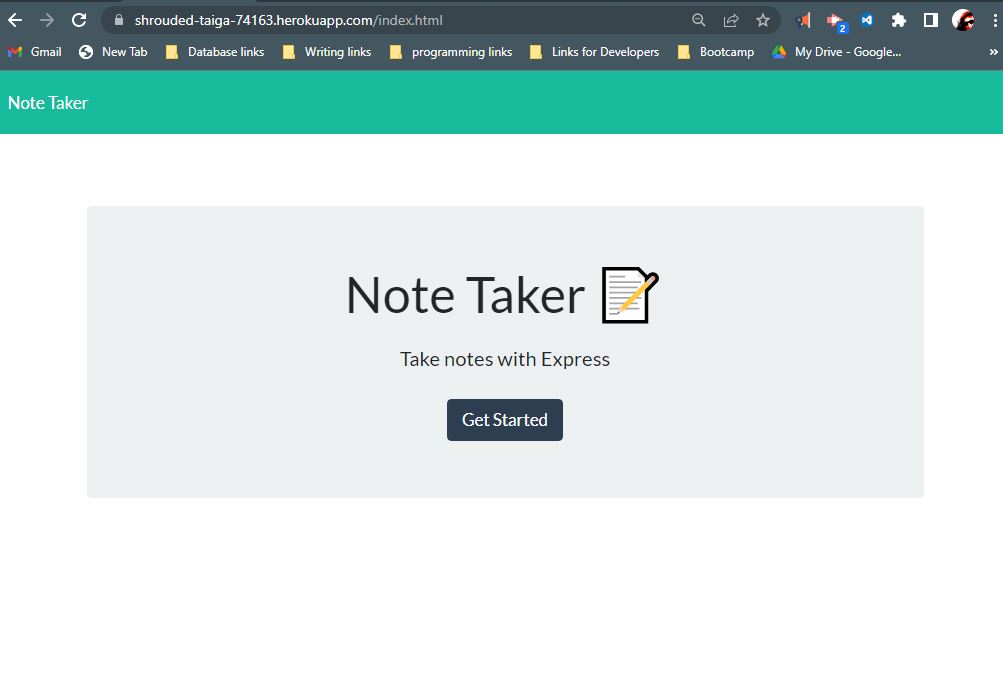 shrouded-taiga-74163.herokuapp.com/index.html
2
Gmail New Tab Database links Writing links programming links Links for Developers Bootcamp My Drive - Google... »
Note Taker
Note Taker
Take notes with Express
Get Started